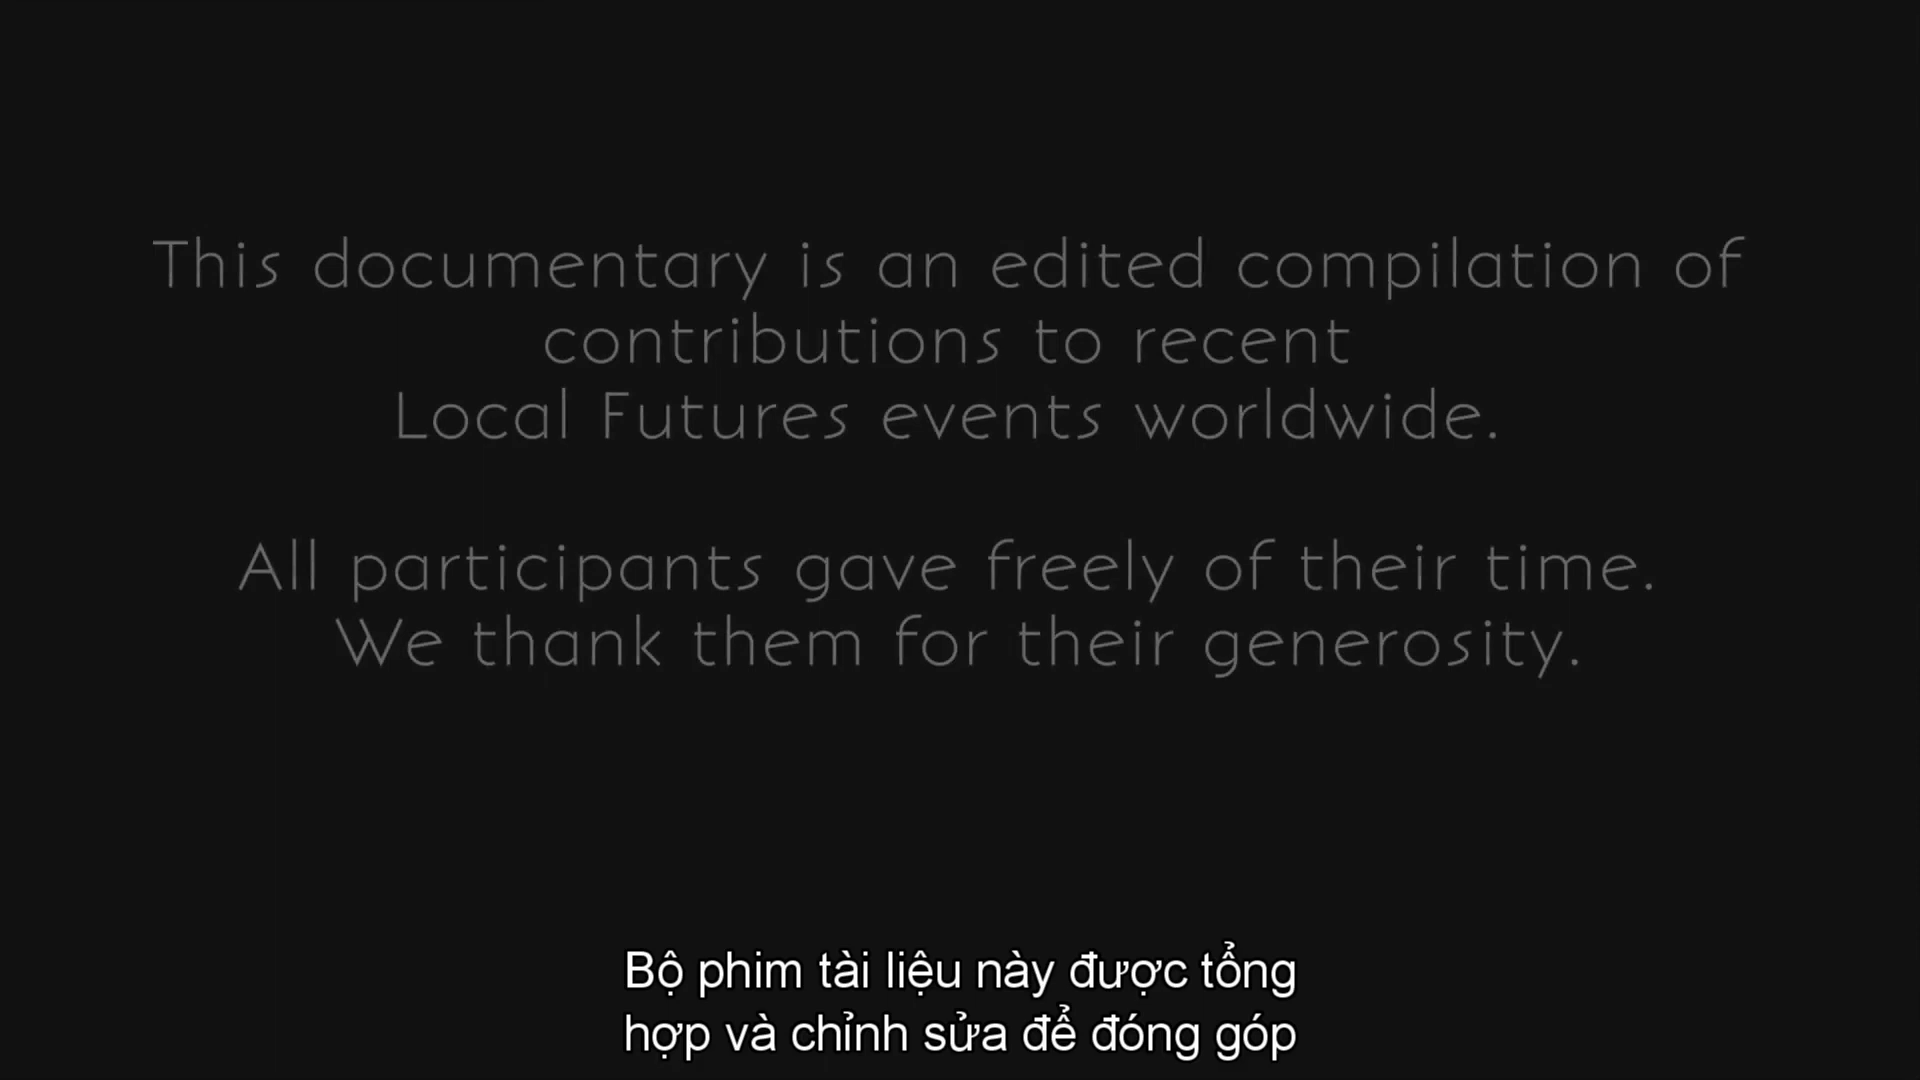 This documentary is an edited compilation of
contributions to recent
Local Futures events worldwide.
All participants gave freely of their time.
We thank them for their generosity.
Bộ phim tài liệu này được tổng
hợp và chỉnh sửa để đóng góp